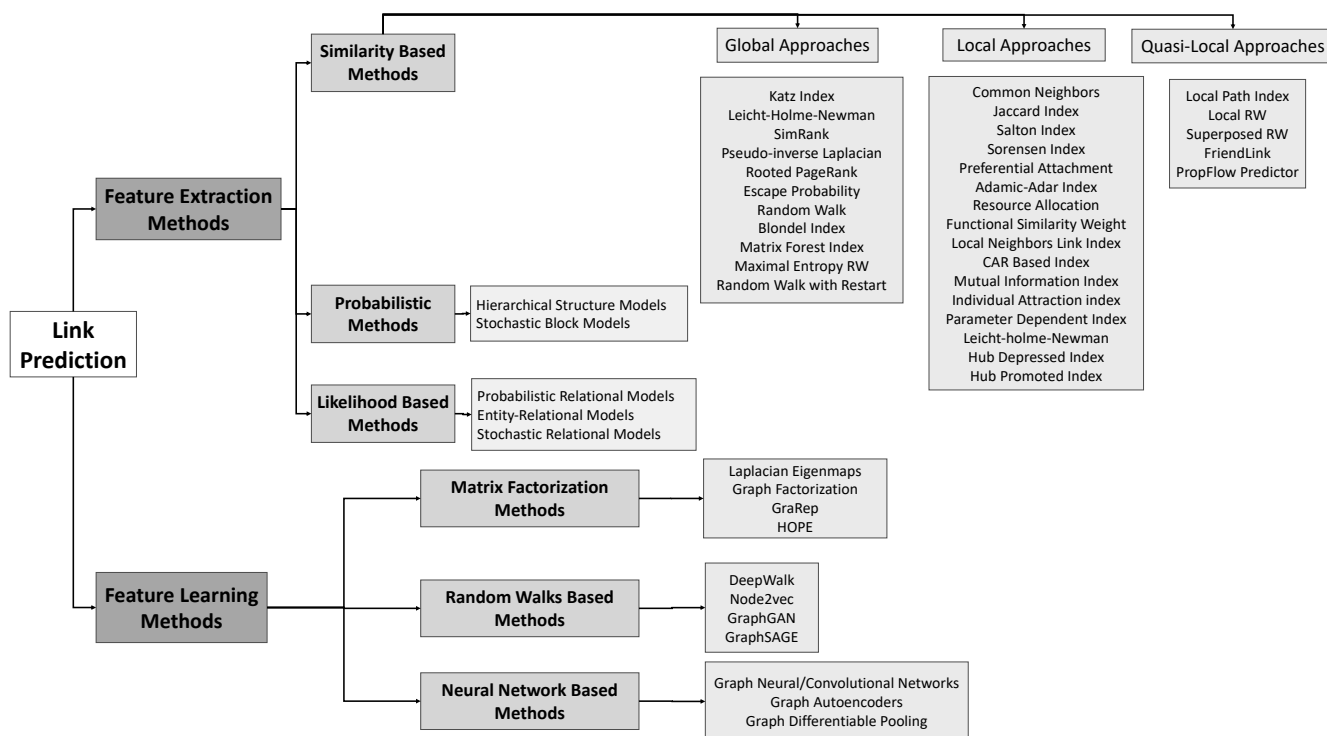 Similarity Based
Methods
Global Approaches
Local Approaches
Quasi-Local Approaches
Katz Index
Leicht-Holme-Newman
SimRank
Pseudo-inverse Laplacian
Rooted PageRank
Escape Probability
Random Walk
Blondel Index
Matrix Forest Index
Maximal Entropy RW
Random Walk with Restart
Common Neighbors
Jaccard Index
Salton Index
Sorensen Index
Preferential Attachment
Adamic-Adar Index
Resource Allocation
Functional Similarity Weight
Local Neighbors Link Index
CAR Based Index
Mutual Information Index
Individual Attraction index
Parameter Dependent Index
Leicht-holme-Newman
Hub Depressed Index
Hub Promoted Index
Local Path Index
Local RW
Superposed RW
FriendLink
PropFlow Predictor
Feature Extraction
Methods
Probabilistic
Methods
Hierarchical Structure Models
Stochastic Block Models
Link
Prediction
Likelihood Based
Methods
Probabilistic Relational Models
Entity-Relational Models
Stochastic Relational Models
Matrix Factorization
Methods
Laplacian Eigenmaps
Graph Factorization
GraRep
HOPE
Feature Learning
Methods
Random Walks Based
Methods
DeepWalk
Node2vec
GraphGAN
GraphSAGE
Neural Network Based
Methods
Graph Neural/Convolutional Networks
Graph Autoencoders
Graph Differentiable Pooling